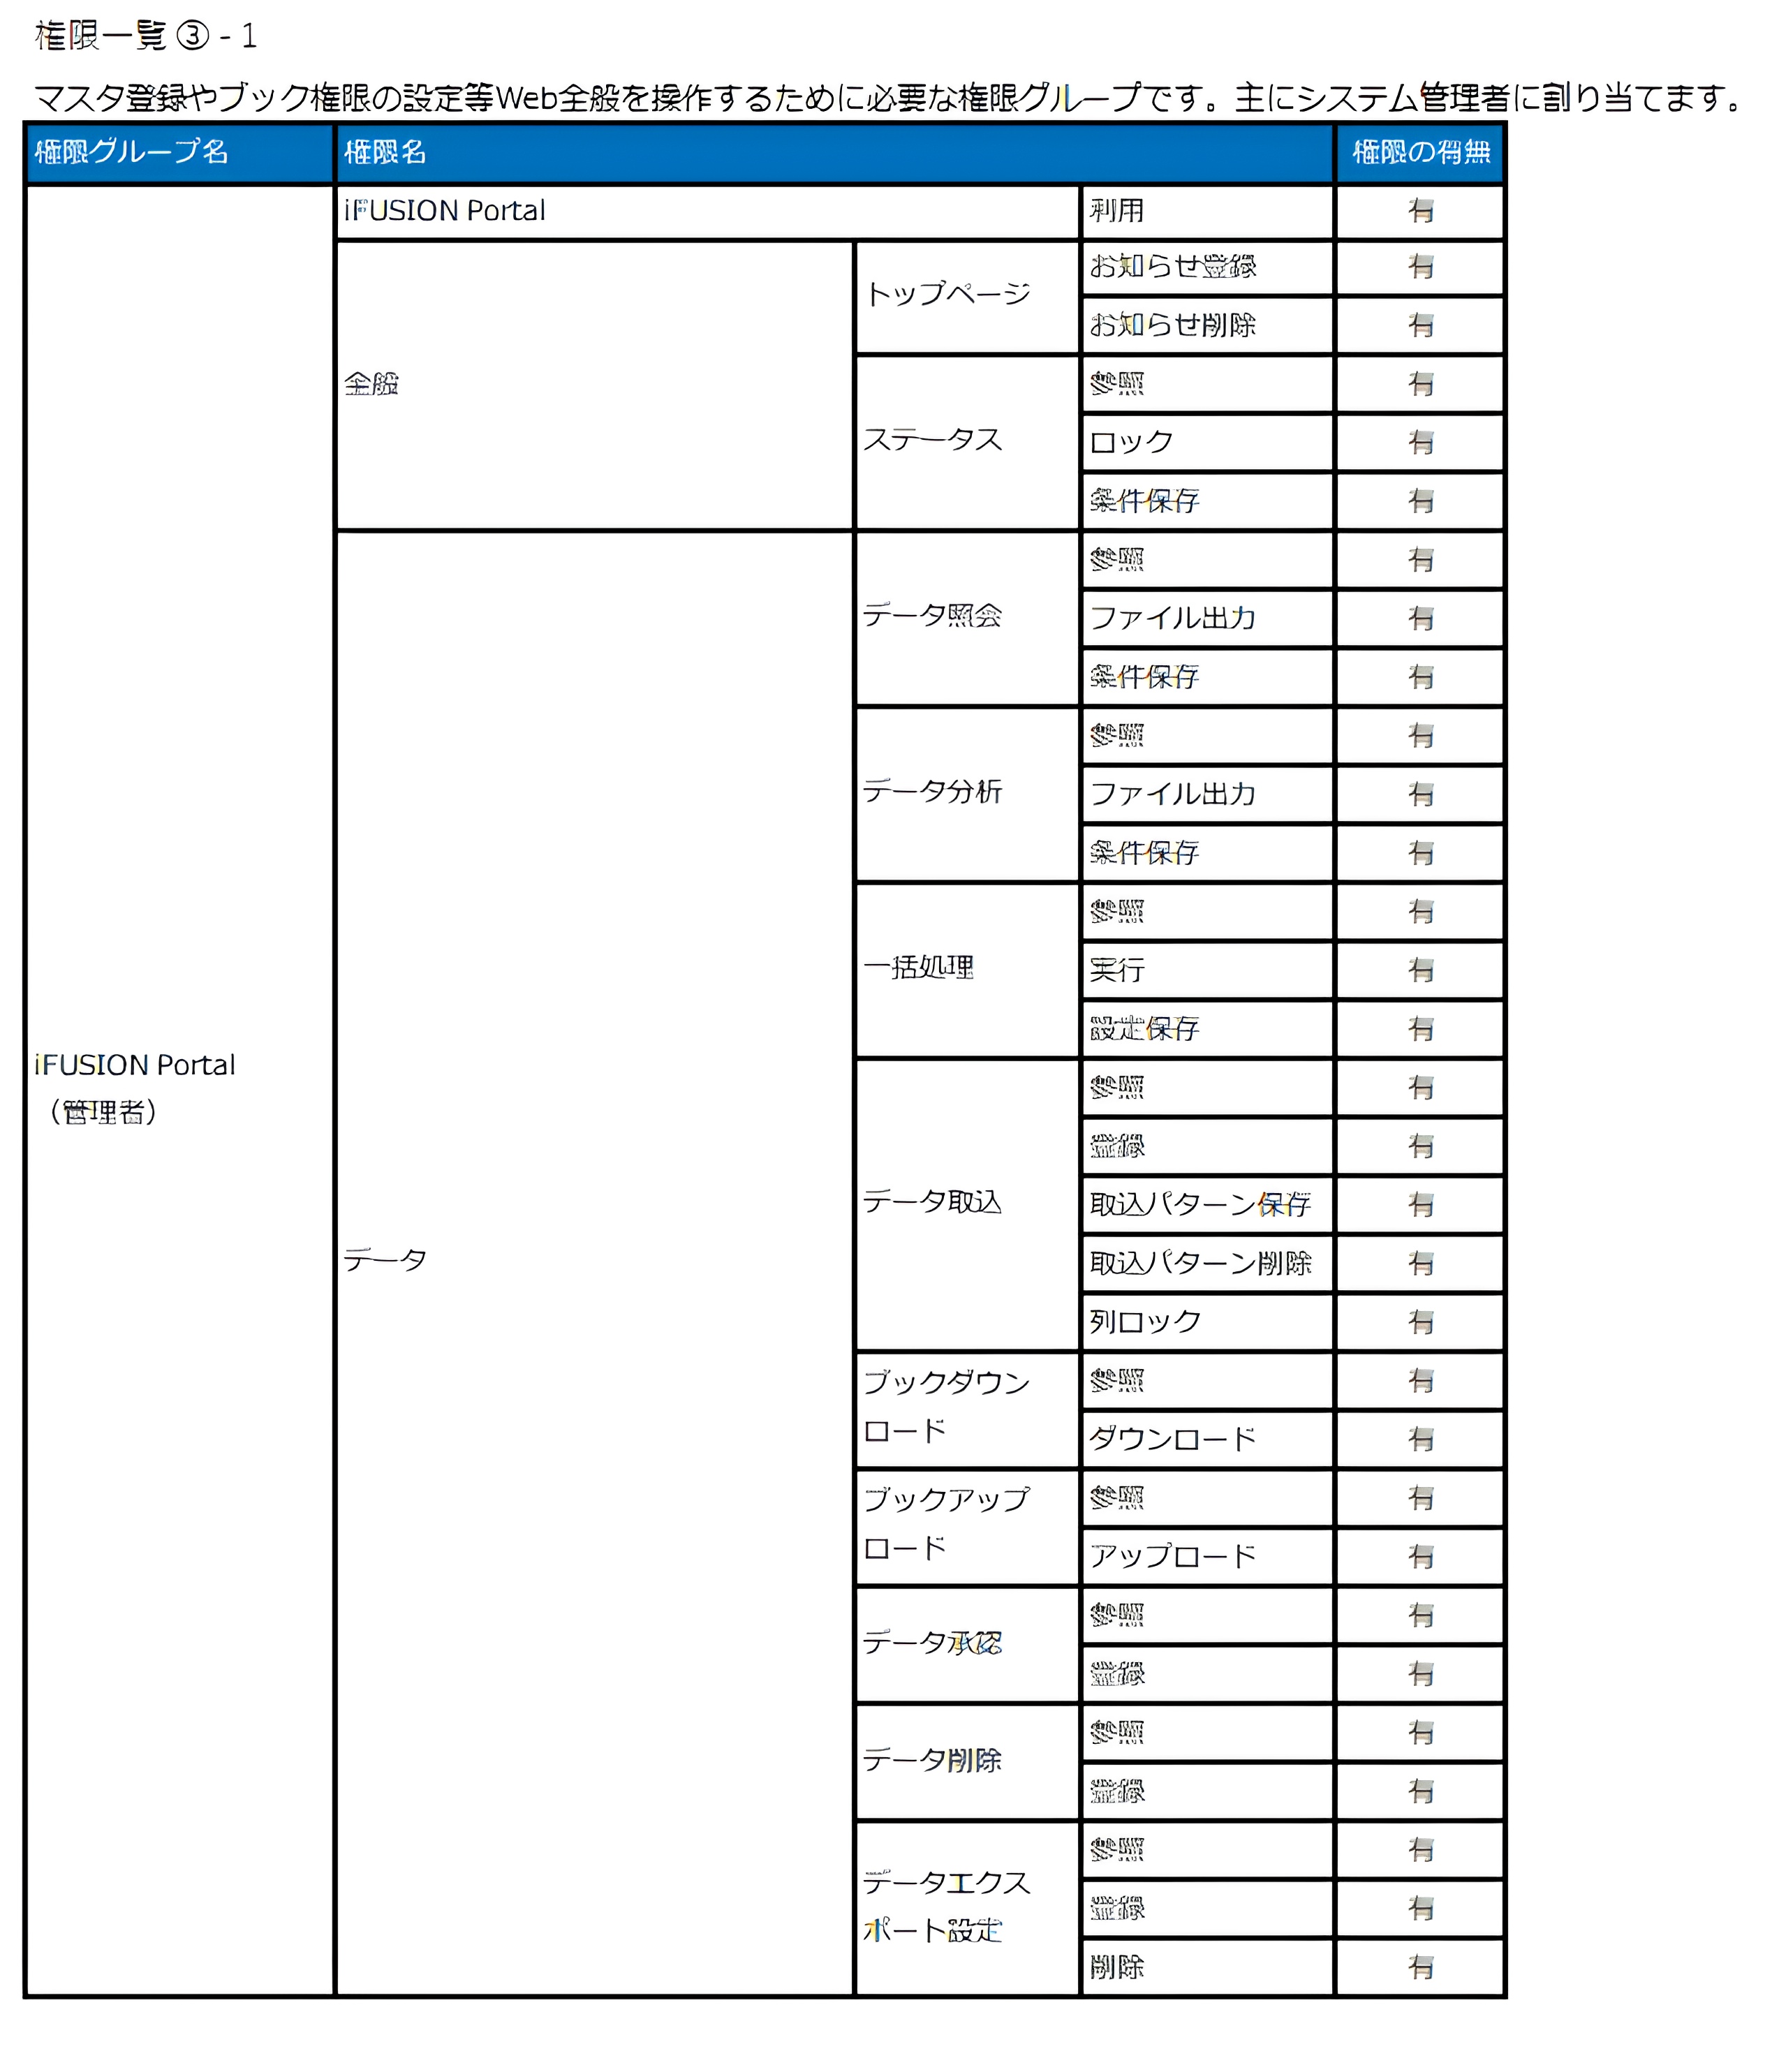 権限一覧 ③ - 1
マスタ登録やブック権限の設定等Web全般を操作するために必要な権限グループです。主にシステム管理者に割り当てます。
権限グループ名 権限名 権限の有無
iFUSION Portal
（管理者）
iFUSION Portal 利用 有
全般
トップページ
お知らせ登録 有
お知らせ削除 有
ステータス
参照 有
ロック 有
条件保存 有
データ
データ照会
参照 有
ファイル出力 有
条件保存 有
データ分析
参照 有
ファイル出力 有
条件保存 有
一括処理
参照 有
実行 有
設定保存 有
データ取込
参照 有
登録 有
取込パターン保存 有
取込パターン削除 有
列ロック 有
ブックダウン
ロード
参照 有
ダウンロード 有
ブックアップ
ロード
参照 有
アップロード 有
データ承認
参照 有
登録 有
データ削除
参照 有
登録 有
データエクス
ポート設定
参照 有
登録 有
削除 有